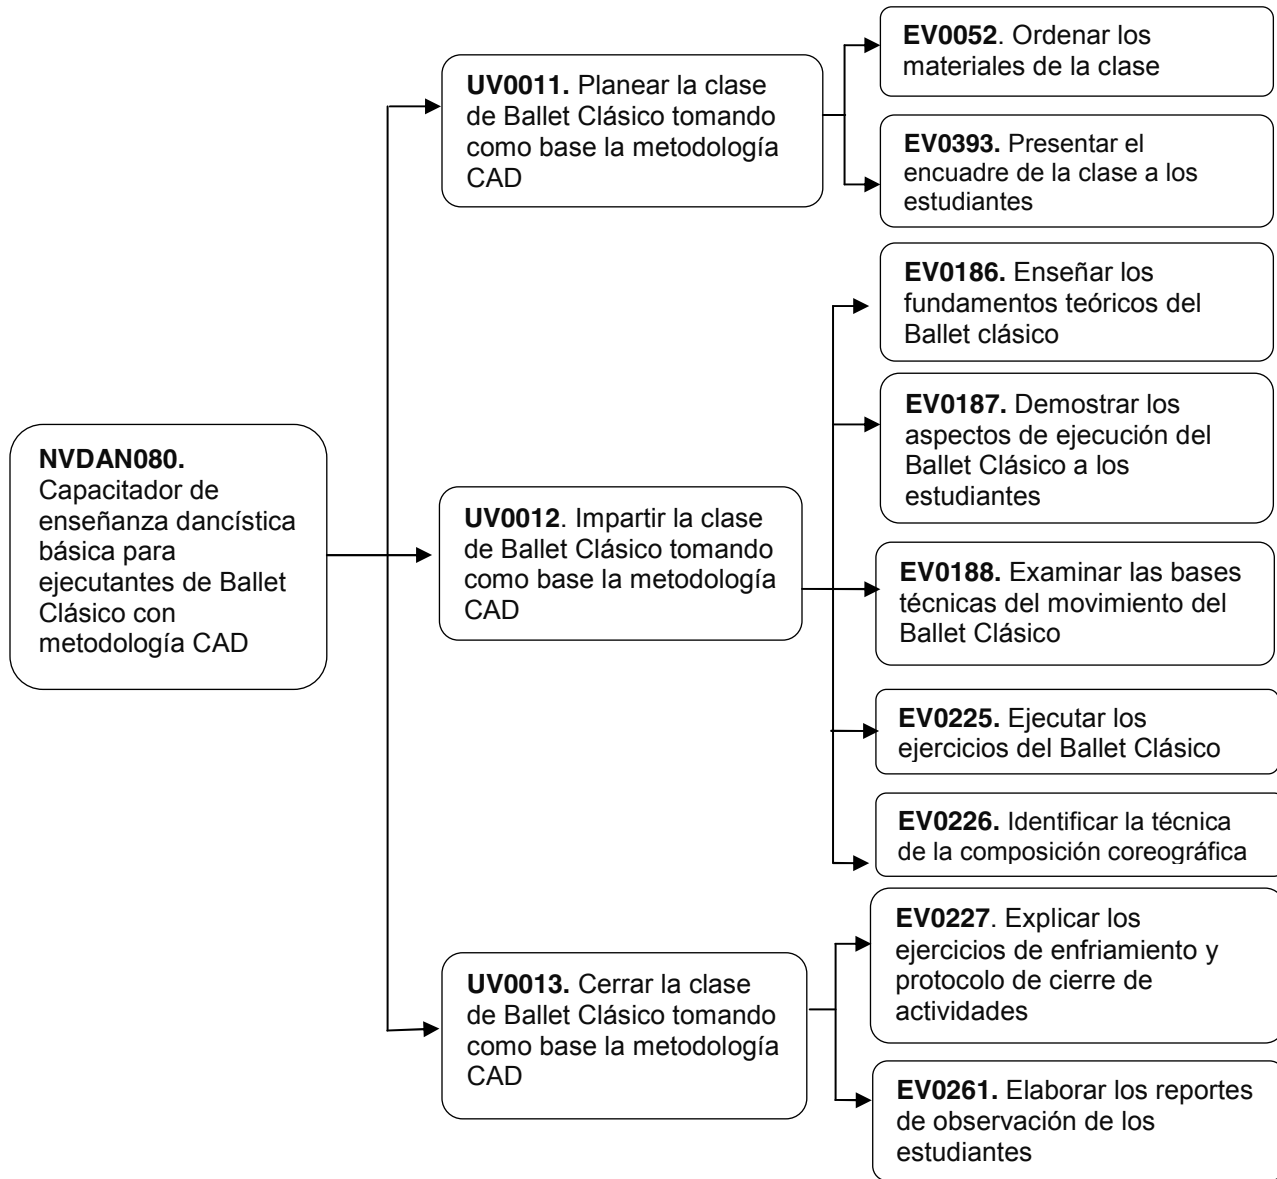 NVDAN080.
Capacitador de
enseñanza dancística
básica para
ejecutantes de Ballet
Clásico con
metodología CAD
UV0011. Planear la clase
de Ballet Clásico tomando
como base la metodología
CAD
EV0052. Ordenar los
materiales de la clase
EV0393. Presentar el
encuadre de la clase a los
estudiantes
UV0012. Impartir la clase
de Ballet Clásico tomando
como base la metodología
CAD
EV0186. Enseñar los
fundamentos teóricos del
Ballet clásico
EV0187. Demostrar los
aspectos de ejecución del
Ballet Clásico a los
estudiantes
EV0188. Examinar las bases
técnicas del movimiento del
Ballet Clásico
EV0225. Ejecutar los
ejercicios del Ballet Clásico
EV0226. Identificar la técnica
de la composición coreográfica
UV0013. Cerrar la clase
de Ballet Clásico tomando
como base la metodología
CAD
EV0227. Explicar los
ejercicios de enfriamiento y
protocolo de cierre de
actividades
EV0261. Elaborar los reportes
de observación de los
estudiantes